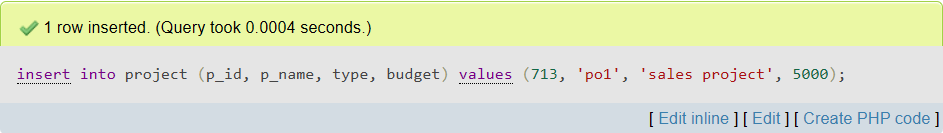 1 row inserted. (Query took 0.0004 seconds.)
insert into project (p_id, p_name, type, budget) values (713, 'po1', 'sales project', 5000);
[ Edit inline ] [ Edit ] [ Create PHP code ]